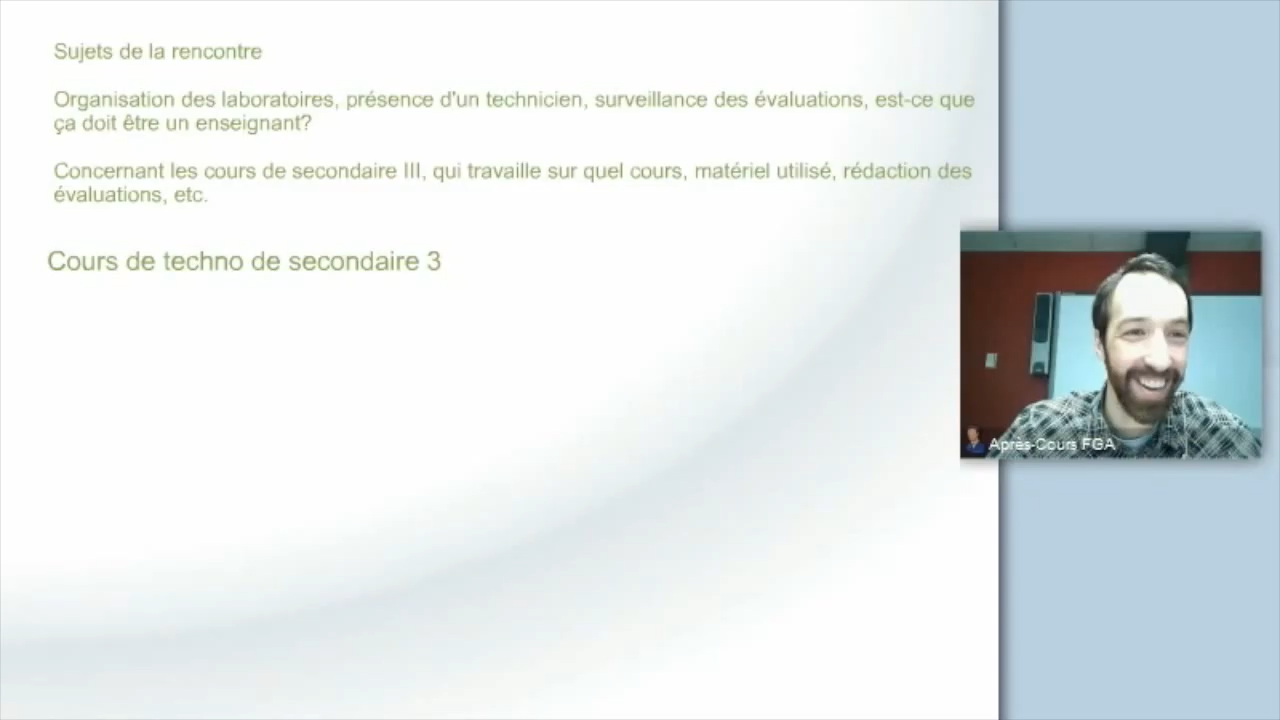 Sujets de la rencontre
Organisation des laboratoires, présence d'un technicien, surveillance des évaluations, est-ce que
ça doit être un enseignant?
Concernant les cours de secondaire III, qui travaille sur quel cours, matériel utilisé, rédaction des
évaluations, etc.
Cours de techno de secondaire 3
Après-Cours FGA